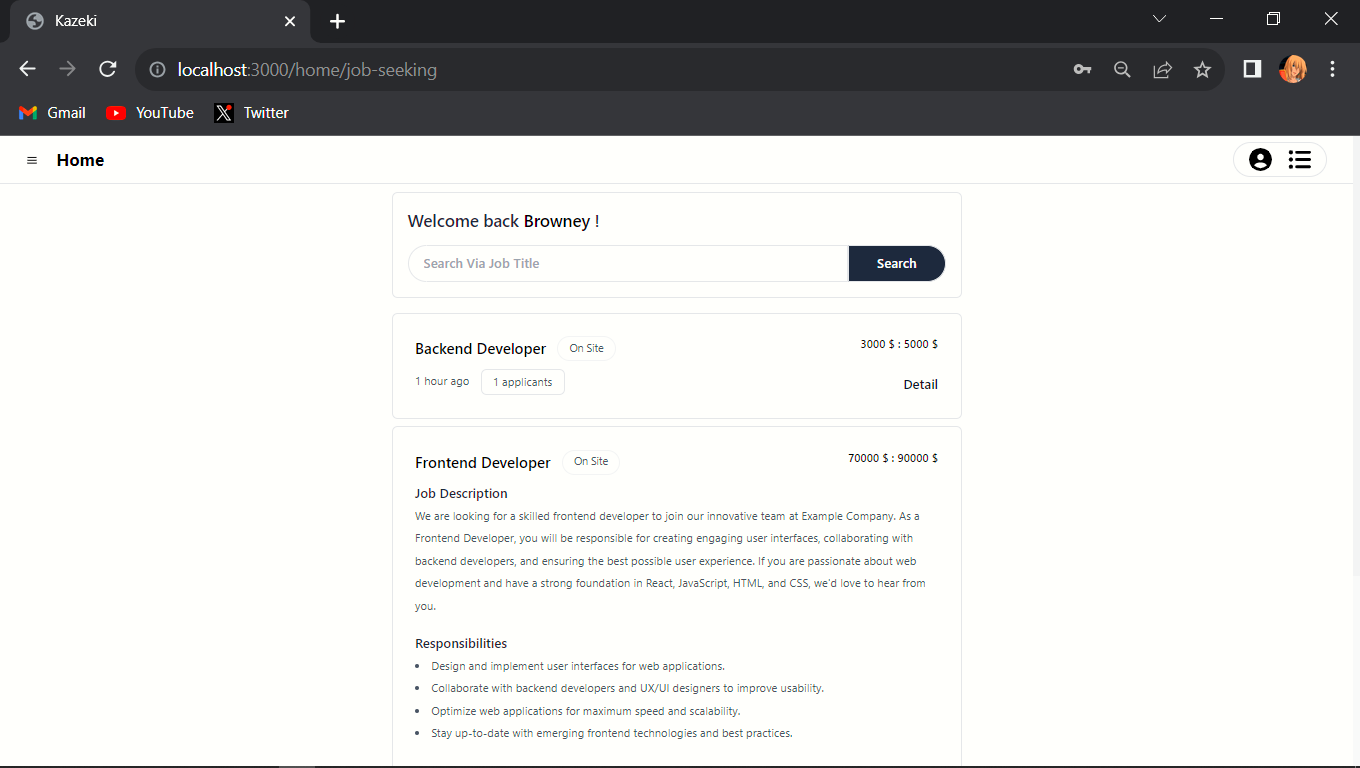 Kazeki
localhost:3000/home/job-seeking
Gmail YouTube Twitter
Home
Welcome back Browney !
Search Via Job Title Search
Backend Developer On Site 3000 $ : 5000 $
1 hour ago 1 applicants Detail
Frontend Developer On Site 70000 $ : 90000 $
Job Description
We are looking for a skilled frontend developer to join our innovative team at Example Company. As a
Frontend Developer, you will be responsible for creating engaging user interfaces, collaborating with
backend developers, and ensuring the best possible user experience. If you are passionate about web
development and have a strong foundation in React, JavaScript, HTML, and CSS, we'd love to hear from
you.
Responsibilities
• Design and implement user interfaces for web applications.
• Collaborate with backend developers and UX/UI designers to improve usability.
• Optimize web applications for maximum speed and scalability.
• Stay up-to-date with emerging frontend technologies and best practices.